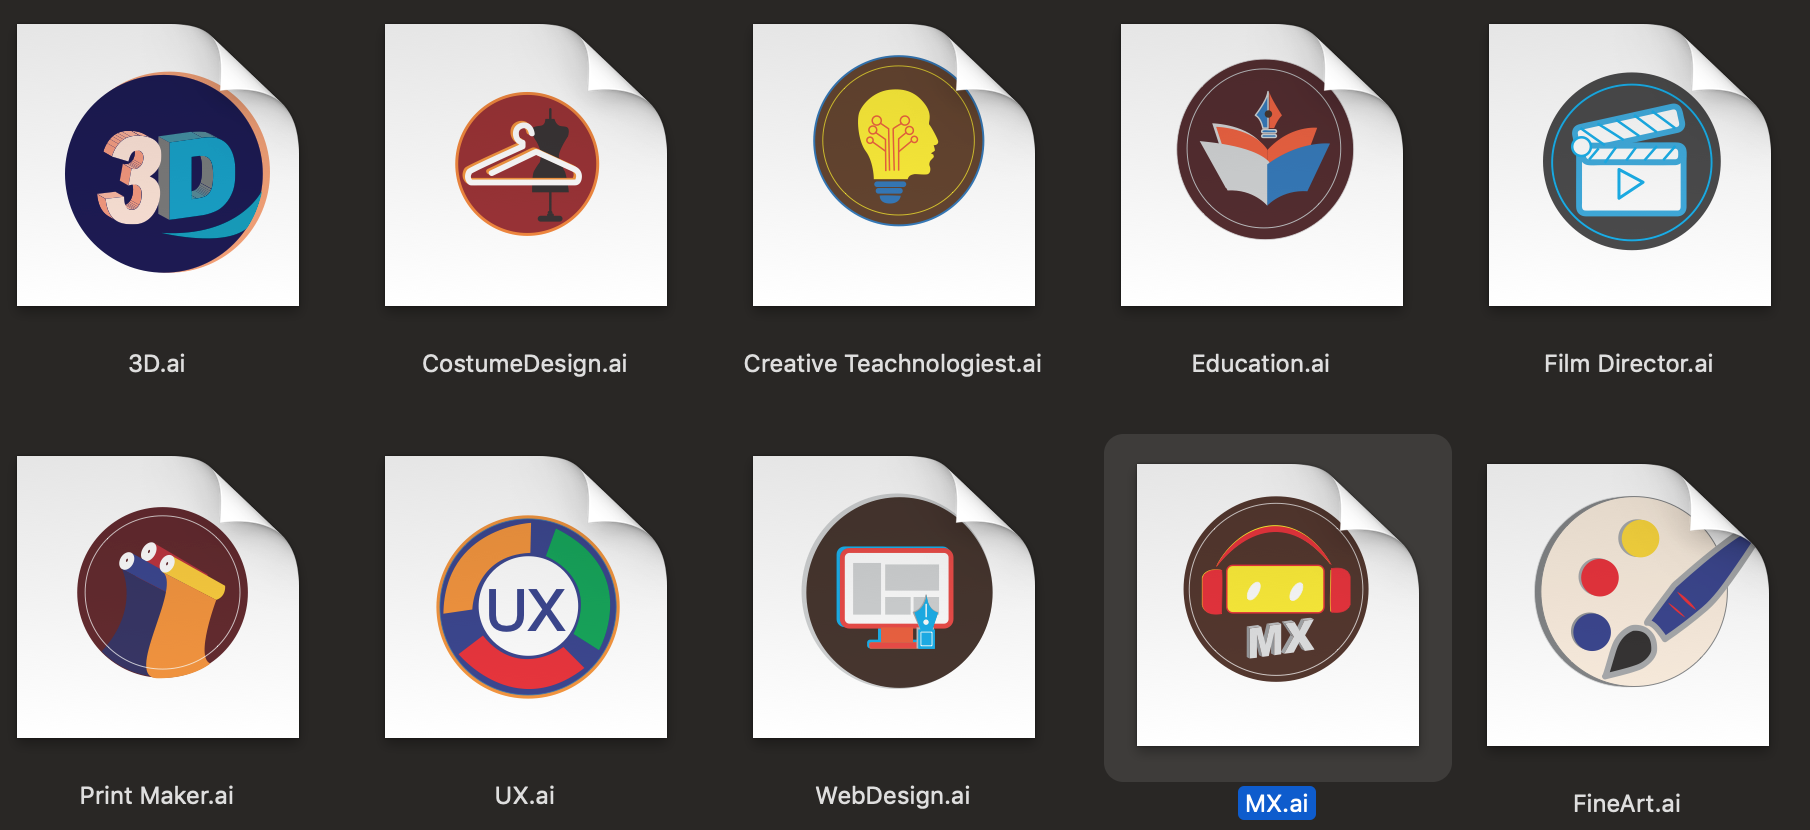 3D
3D.ai
CostumeDesign.ai
Creative Teachnologiest.ai
Education.ai
Film Director.ai
UX
MX
Print Maker.ai
UX.ai
WebDesign.ai
MX.ai
FineArt.ai